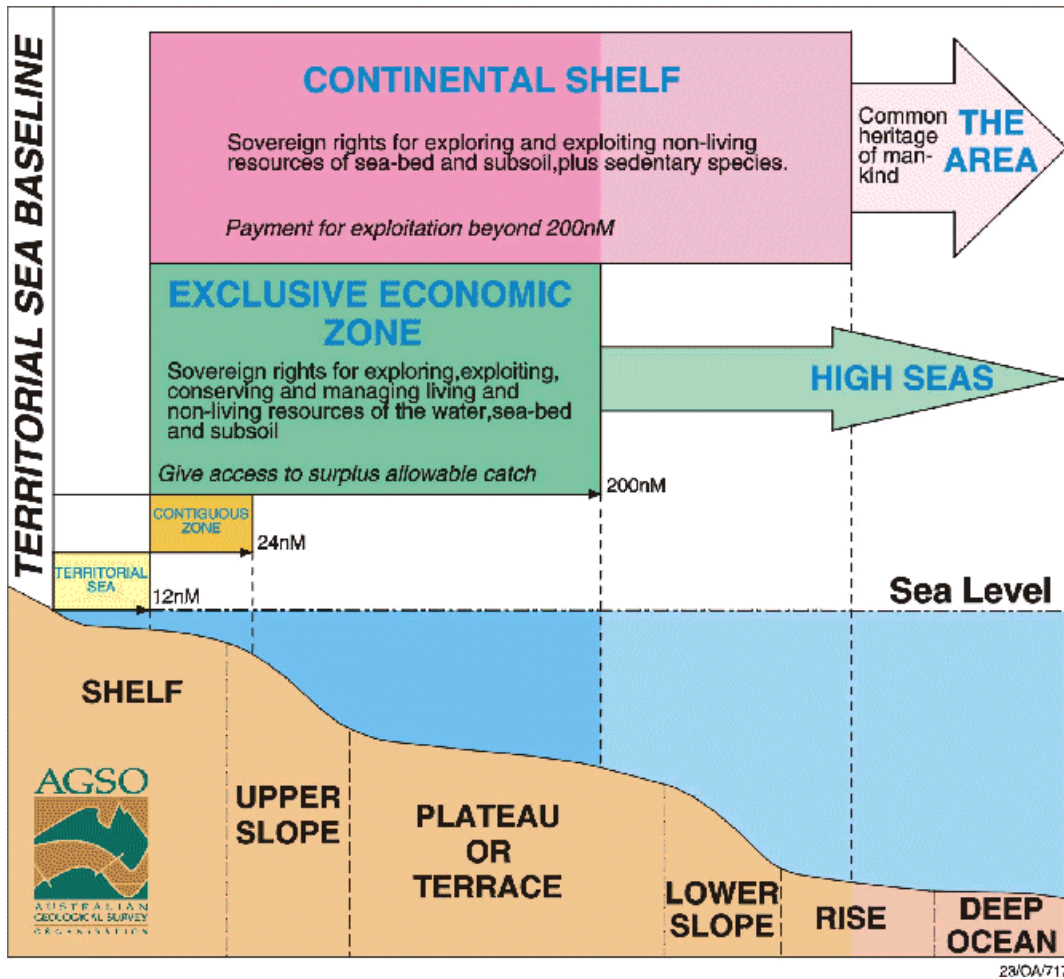 TERRITORIAL SEA BASELINE
CONTINENTAL SHELF
Sovereign rights for exploring and exploiting non-living
resources of sea-bed and subsoil,plus sedentary species.
Payment for exploitation beyond 200nM
Common
heritage
of man-
kind
THE
AREA
EXCLUSIVE ECONOMIC
ZONE
Sovereign rights for exploring,exploiting,
conserving and managing living and
non-living resources of the water,sea-bed
and subsoil
Give access to surplus allowable catch
HIGH SEAS
200nM
CONTIGUOUS
ZONE
24nM
TERRITORIAL
SEA
12nM
Sea Level
SHELF
UPPER
SLOPE
PLATEAU
OR
TERRACE
LOWER
SLOPE
RISE
DEEP
OCEAN
AGSO
AUSTRALIAN
GEOLOGICAL SURVEY
ORGANISATION